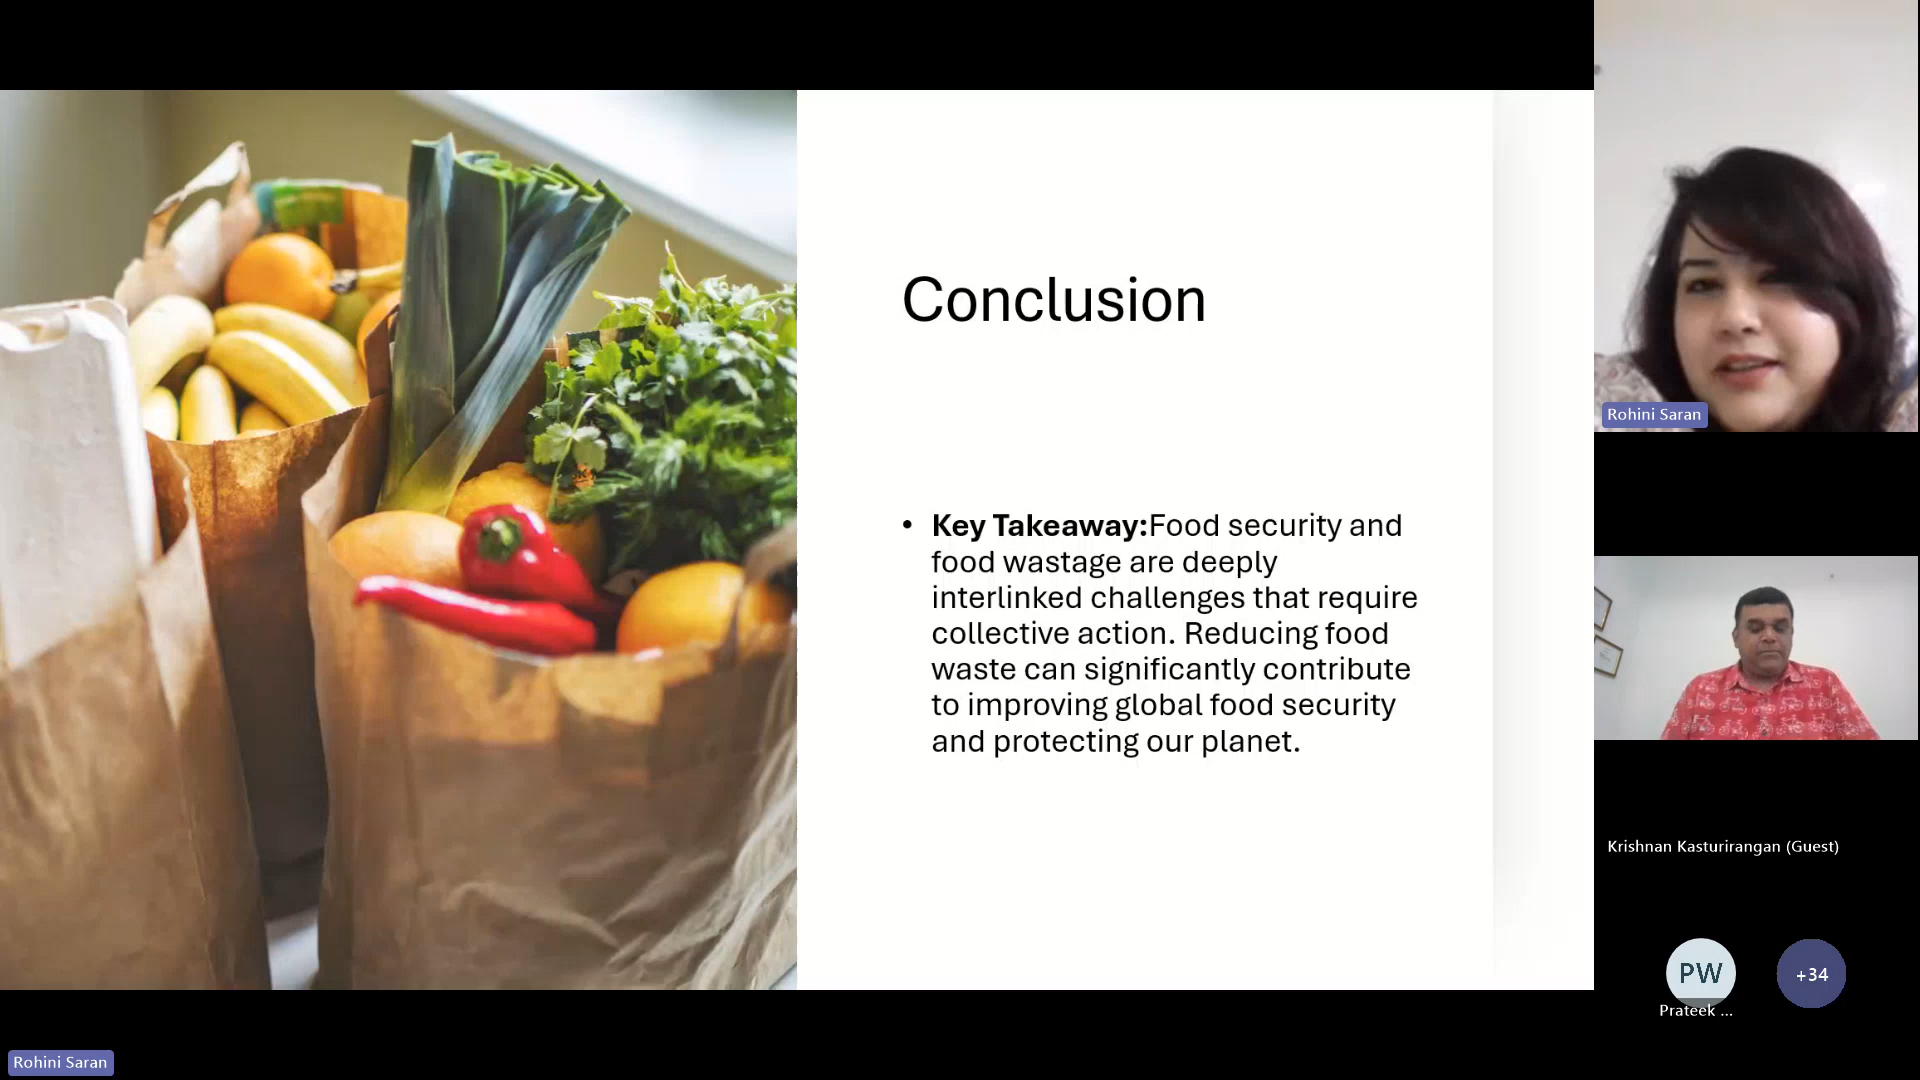 Conclusion
• Key Takeaway:Food security and
food wastage are deeply
interlinked challenges that require
collective action. Reducing food
waste can significantly contribute
to improving global food security
and protecting our planet.
Rohini Saran
Krishnan Kasturirangan (Guest)
PW
+34
Prateek ...
Rohini Saran